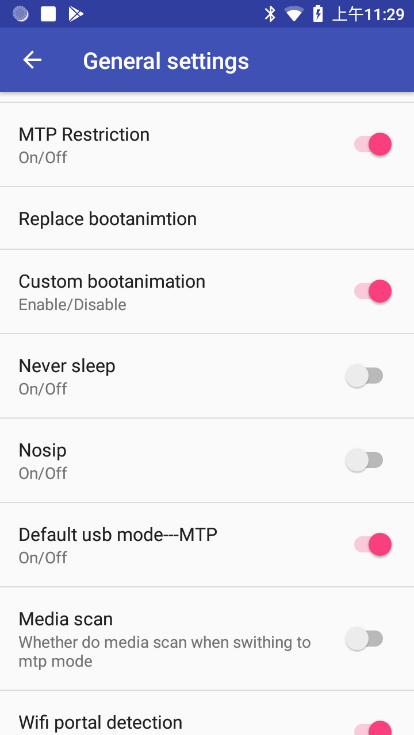 上午11:29
General settings
MTP Restriction
On/Off
Replace bootanimtion
Custom bootanimation
Enable/Disable
Never sleep
On/Off
Nosip
On/Off
Default usb mode---MTP
On/Off
Media scan
Whether do media scan when swithing to
mtp mode
Wifi portal detection